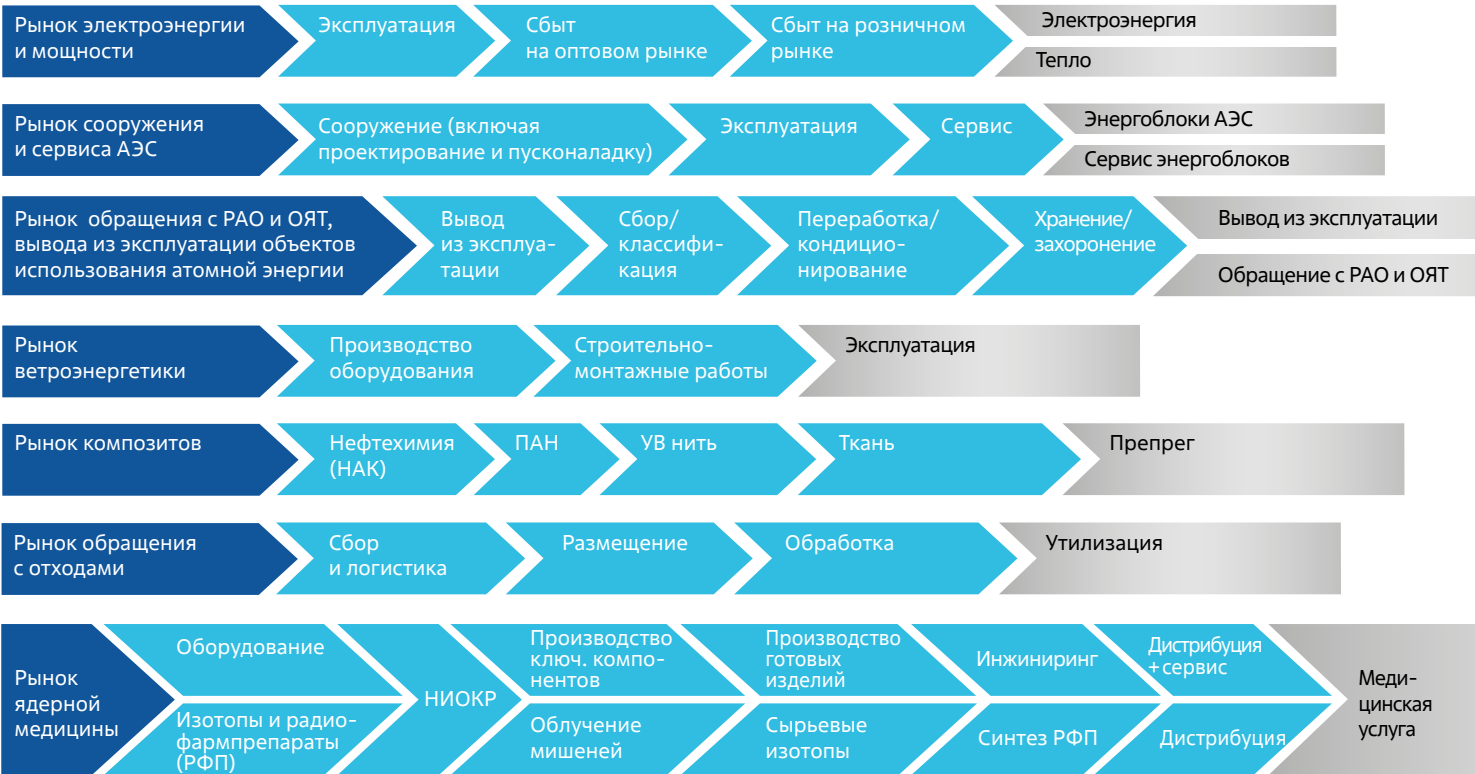 Рынок электроэнергии
и мощности
Эксплуатация
Сбыт
на оптовом рынке
Сбыт на розничном
рынке
Электроэнергия
Тепло
Рынок сооружения
и сервиса АЭС
Сооружение (включая
проектирование и пусконаладку)
Эксплуатация
Сервис
Энергоблоки АЭС
Сервис энергоблоков
Рынок обращения с РАО и ОЯТ,
вывода из эксплуатации объектов
использования атомной энергии
Вывод
из эксплуа-
тации
Сбор/
классифи-
кация
Переработка/
кондицио-
нирование
Хранение/
захоронение
Вывод из эксплуатации
Обращение с РАО и ОЯТ
Рынок
ветроэнергетики
Производство
оборудования
Строительно-
монтажные работы
Эксплуатация
Рынок композитов
Нефтехимия
(НАК)
ПАН
УВ нить
Ткань
Препрег
Рынок обращения
с отходами
Сбор
и логистика
Размещение
Обработка
Утилизация
Рынок
ядерной
медицины
Оборудование
Изотопы и радио-
фармпрепараты
(РФП)
НИОКР
Производство
ключ. компо-
нентов
Производство
готовых
изделий
Инжиниринг
Дистрибуция
+ сервис
Облучение
мишеней
Сырьевые
изотопы
Синтез РФП
Дистрибуция
Меди-
цинская
услуга